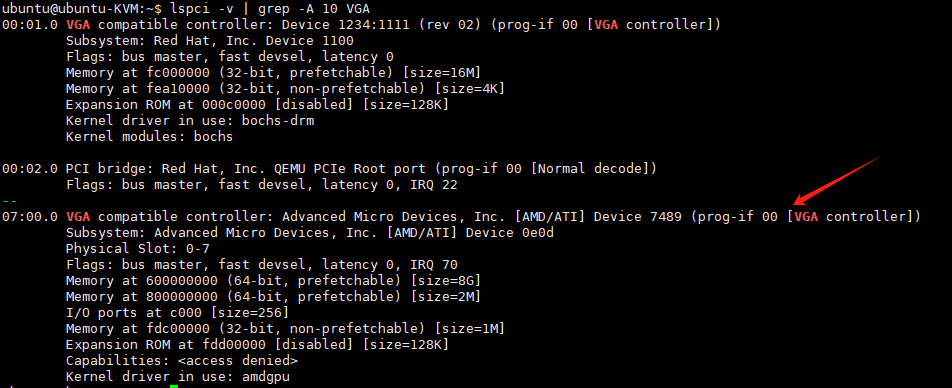 ubuntu@ubuntu-KVM:~$ lspci -v | grep -A 10 VGA
00:01.0 VGA compatible controller: Device 1234:1111 (rev 02) (prog-if 00 [VGA controller])
Subsystem: Red Hat, Inc. Device 1100
Flags: bus master, fast devsel, latency 0
Memory at fc000000 (32-bit, prefetchable) [size=16M]
Memory at fea10000 (32-bit, non-prefetchable) [size=4K]
Expansion ROM at 000c0000 [disabled] [size=128K]
Kernel driver in use: bochs-drm
Kernel modules: bochs
00:02.0 PCI bridge: Red Hat, Inc. QEMU PCIe Root port (prog-if 00 [Normal decode])
Flags: bus master, fast devsel, latency 0, IRQ 22
--
07:00.0 VGA compatible controller: Advanced Micro Devices, Inc. [AMD/ATI] Device 7489 (prog-if 00 [VGA controller])
Subsystem: Advanced Micro Devices, Inc. [AMD/ATI] Device 0e0d
Physical Slot: 0-7
Flags: bus master, fast devsel, latency 0, IRQ 70
Memory at 600000000 (64-bit, prefetchable) [size=8G]
Memory at 800000000 (64-bit, prefetchable) [size=2M]
I/O ports at c000 [size=256]
Memory at fdc00000 (32-bit, non-prefetchable) [size=1M]
Expansion ROM at fdd00000 [disabled] [size=128K]
Capabilities: <access denied>
Kernel driver in use: amdgpu